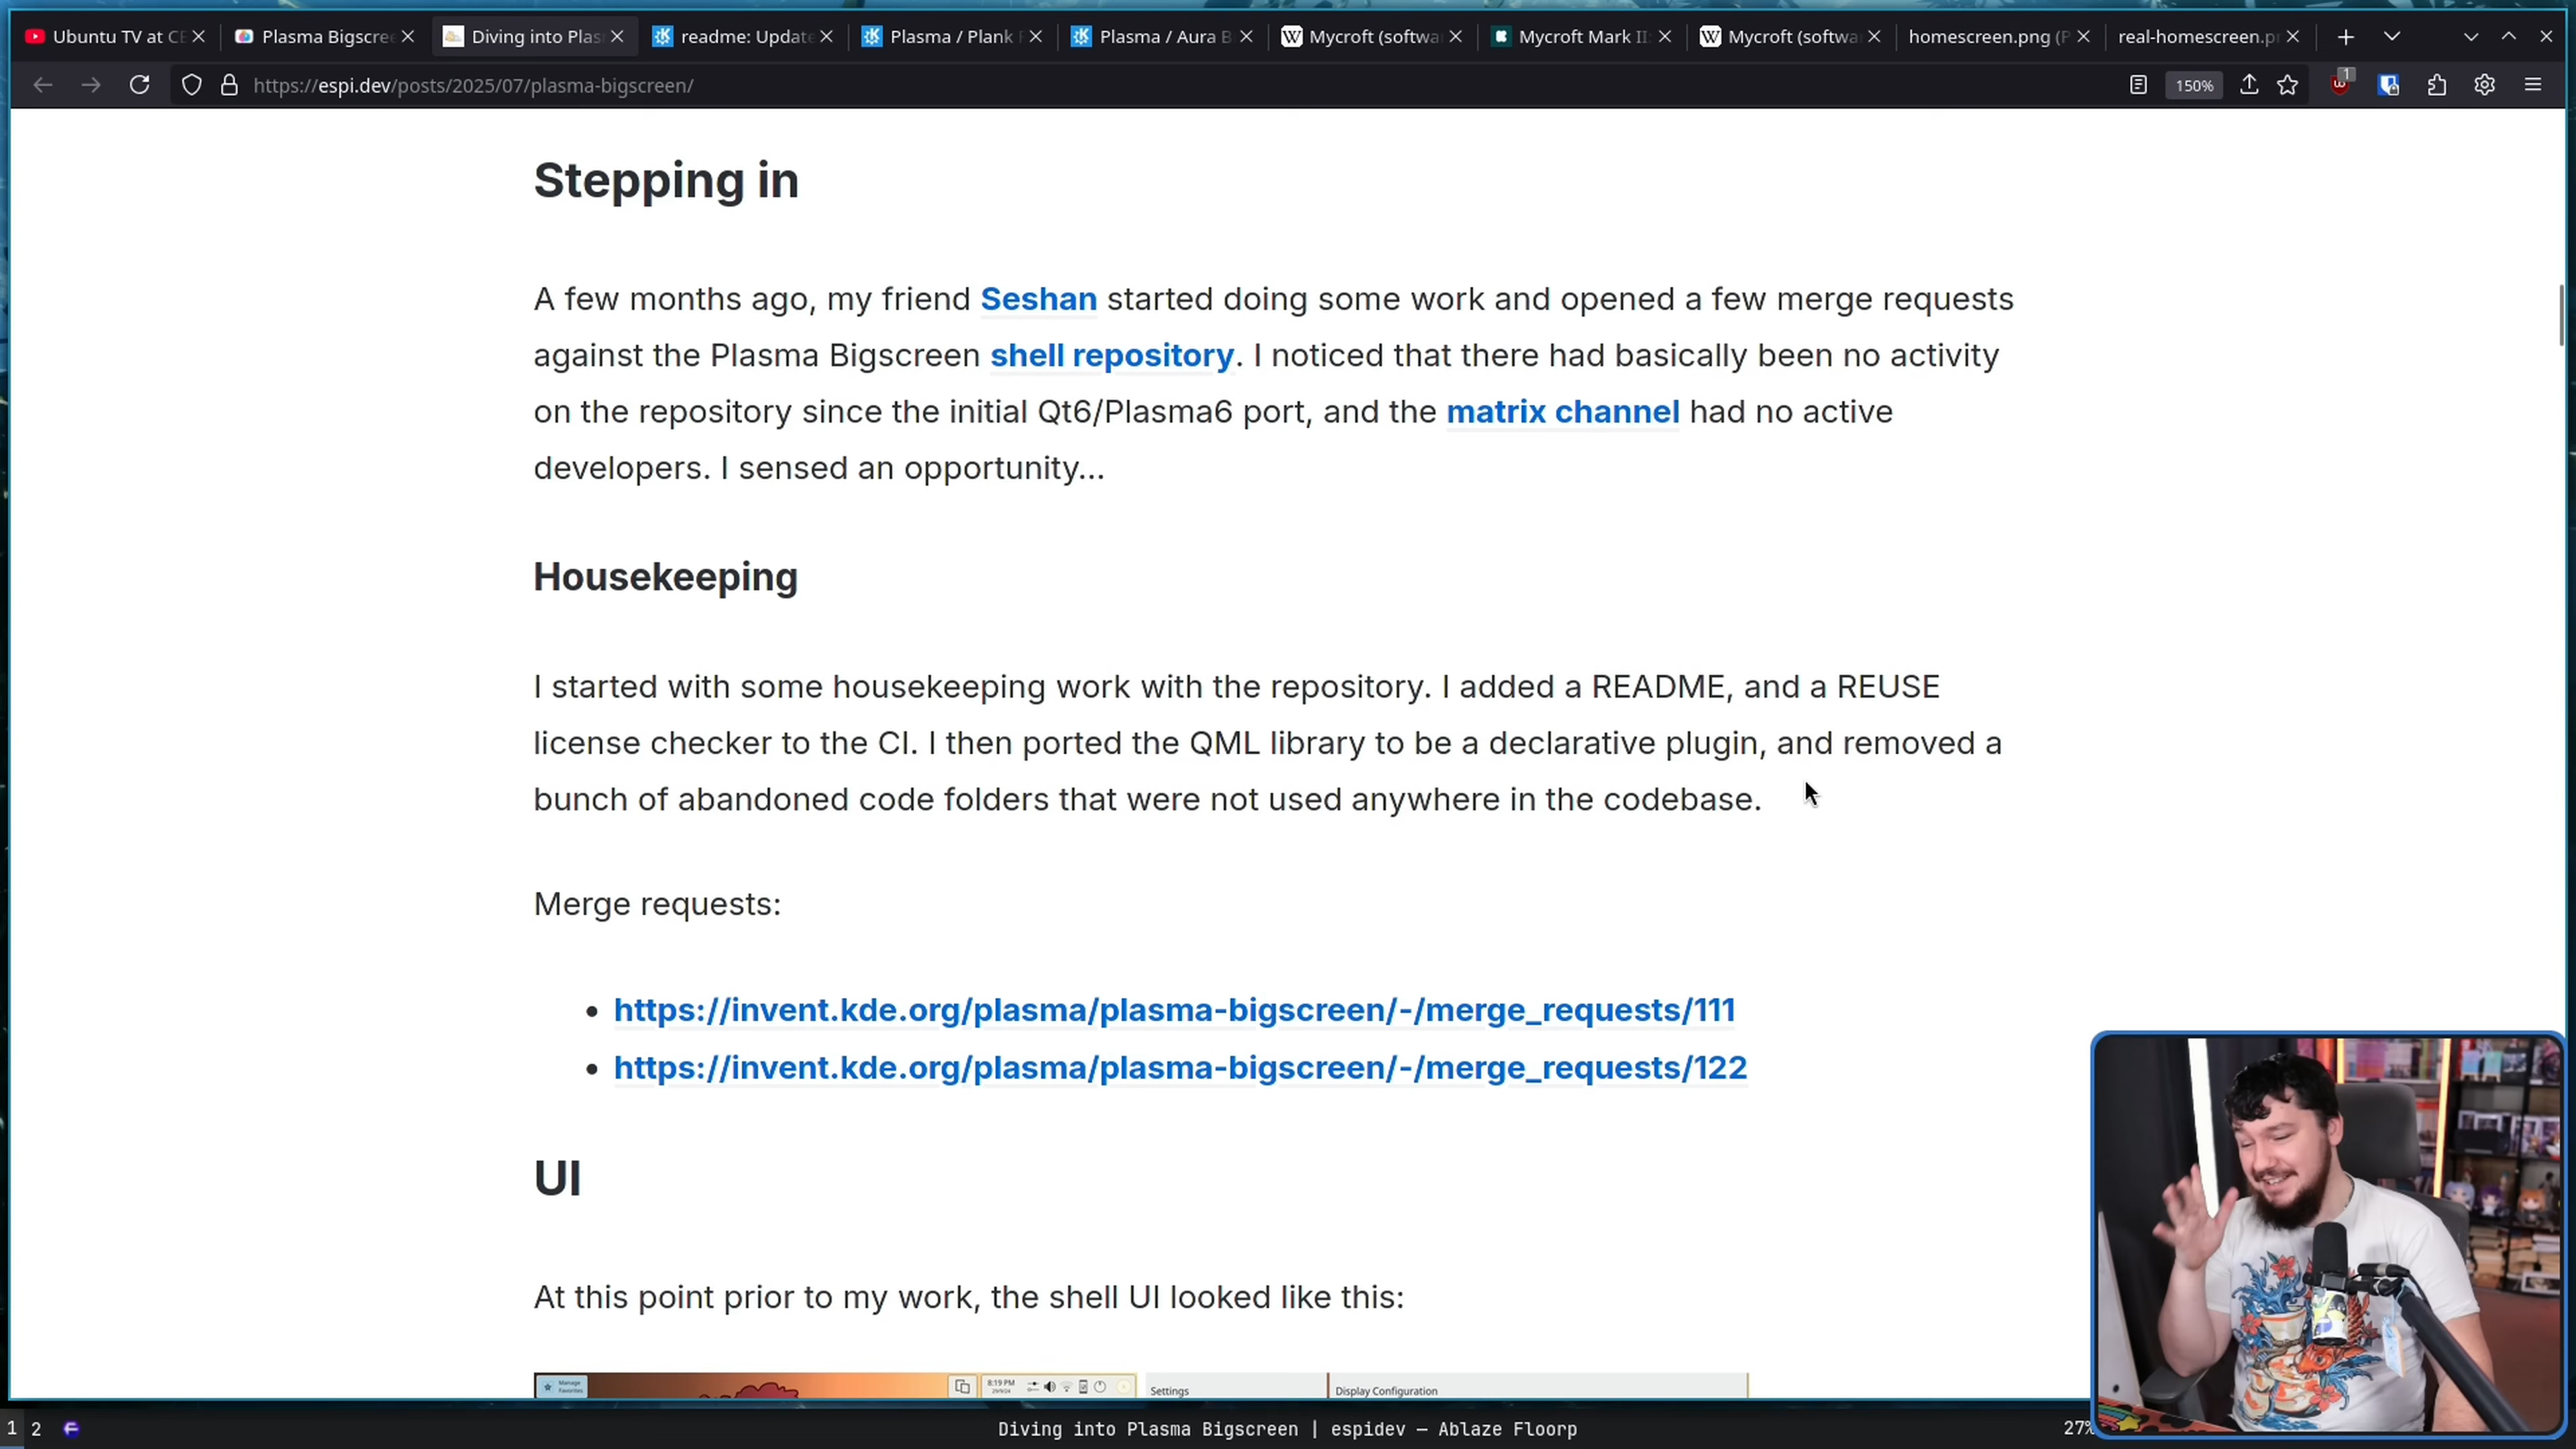 Ubuntu TV at CE
Plasma Bigscree
Diving into Plas
readme: Update
Plasma / Plank
Plasma / Aura B
Mycroft (softwa
Mycroft Mark II:
Mycroft (softwa
homescreen.png (P
real-homescreen.p
https://espi.dev/posts/2025/07/plasma-bigscreen/
150%
1
Stepping in
A few months ago, my friend Seshan started doing some work and opened a few merge requests
against the Plasma Bigscreen shell repository. I noticed that there had basically been no activity
on the repository since the initial Qt6/Plasma6 port, and the matrix channel had no active
developers. I sensed an opportunity...
Housekeeping
I started with some housekeeping work with the repository. I added a README, and a REUSE
license checker to the CI. I then ported the QML library to be a declarative plugin, and removed a
bunch of abandoned code folders that were not used anywhere in the codebase.
Merge requests:
• https://invent.kde.org/plasma/plasma-bigscreen/-/merge_requests/111
• https://invent.kde.org/plasma/plasma-bigscreen/-/merge_requests/122
UI
At this point prior to my work, the shell UI looked like this:
Manage
Favorites
8:19 PM
Settings
Display Configuration
1 2
Diving into Plasma Bigscreen | espidev — Ablaze Floorp
27%